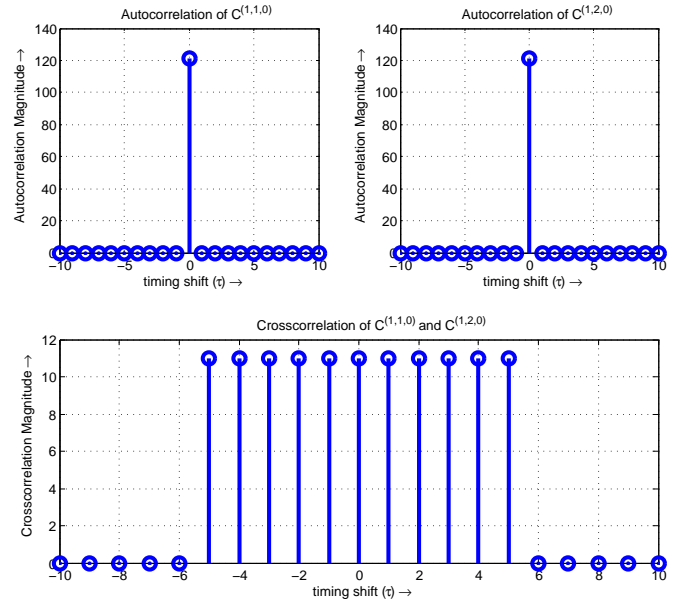 Autocorrelation of C^(1,1,0)
Autocorrelation Magnitude →
140
120
100
80
60
40
20
0
−10 −5 0 5 10
timing shift (τ) →
Autocorrelation of C^(1,2,0)
Autocorrelation Magnitude →
140
120
100
80
60
40
20
0
−10 −5 0 5 10
timing shift (τ) →
Crosscorrelation of C^(1,1,0) and C^(1,2,0)
Crosscorrelation Magnitude →
12
10
8
6
4
2
0
−10 −8 −6 −4 −2 0 2 4 6 8 10
timing shift (τ) →